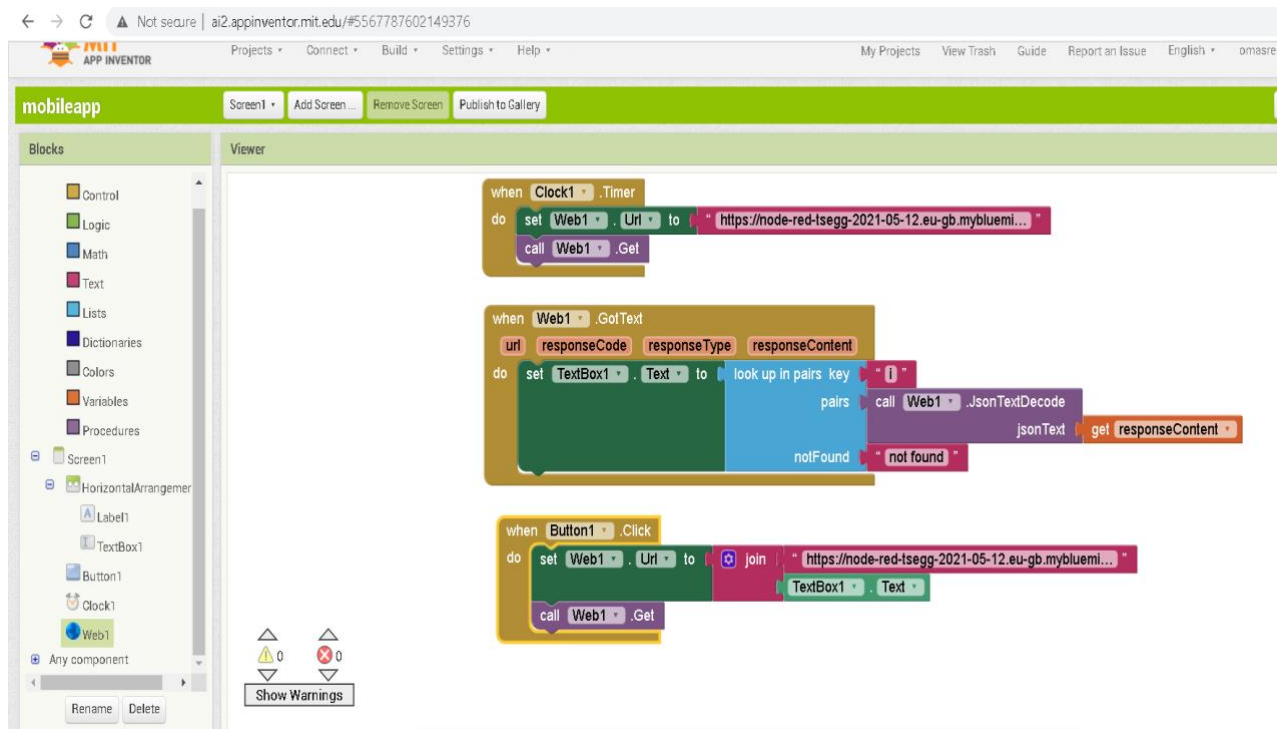 Not secure | ai2.appinventor.mit.edu/#5567787602149376
MIT
APP INVENTOR
Projects Connect Build Settings Help My Projects View Trash Guide Report an Issue English omasre
mobileapp Screen1 Add Screen ... Remove Screen Publish to Gallery
Blocks Viewer
Control
Logic
Math
Text
Lists
Dictionaries
Colors
Variables
Procedures
Screen1
HorizontalArrangemer
Label1
TextBox1
Button1
Clock1
Web1
Any component
Rename Delete
when Clock1 .Timer
do set Web1 . Url to " https://node-red-tsegg-2021-05-12.eu-gb.mybluemi... "
call Web1 .Get
when Web1 .GotText
url responseCode responseType responseContent
do set TextBox1 . Text to look up in pairs key " i "
pairs call Web1 .JsonTextDecode
jsonText get responseContent
notFound " not found "
when Button1 .Click
do set Web1 . Url to join " https://node-red-tsegg-2021-05-12.eu-gb.mybluemi... "
TextBox1 . Text
call Web1 .Get
0 0
Show Warnings